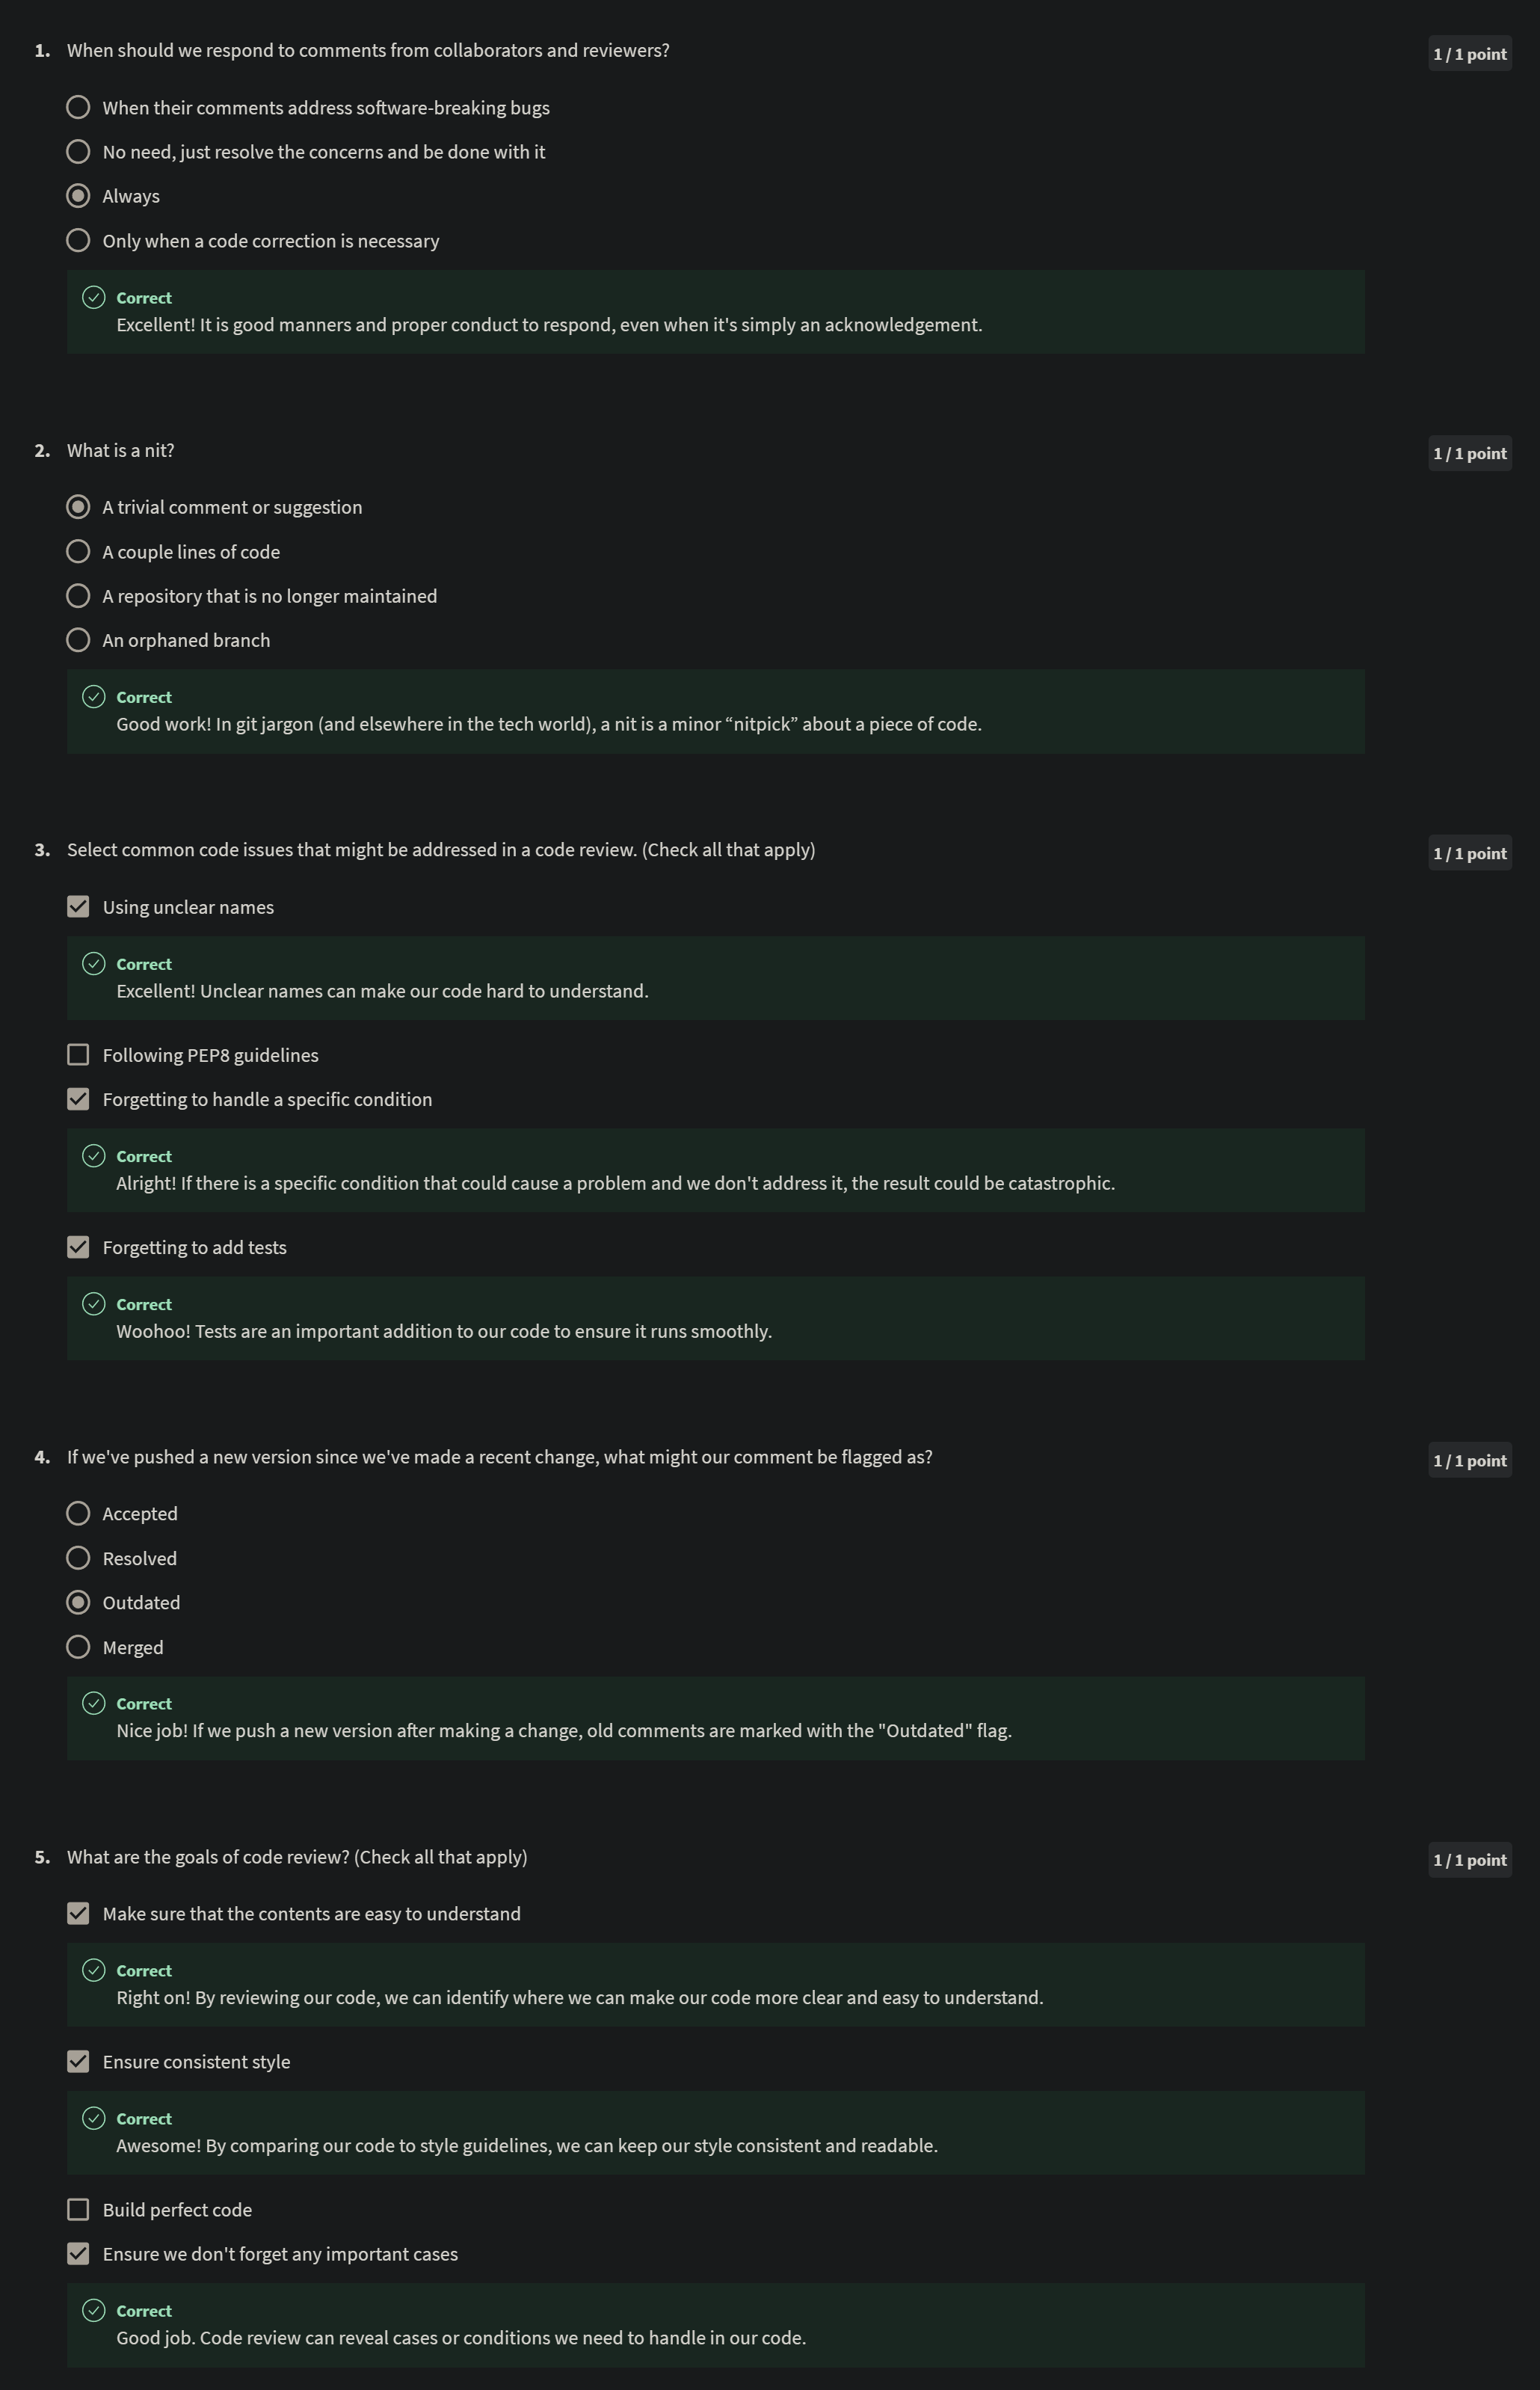 1. When should we respond to comments from collaborators and reviewers?
1 / 1 point
When their comments address software-breaking bugs
No need, just resolve the concerns and be done with it
Always
Only when a code correction is necessary
Correct
Excellent! It is good manners and proper conduct to respond, even when it's simply an acknowledgement.
2. What is a nit?
1 / 1 point
A trivial comment or suggestion
A couple lines of code
A repository that is no longer maintained
An orphaned branch
Correct
Good work! In git jargon (and elsewhere in the tech world), a nit is a minor “nitpick” about a piece of code.
3. Select common code issues that might be addressed in a code review. (Check all that apply)
1 / 1 point
Using unclear names
Correct
Excellent! Unclear names can make our code hard to understand.
Following PEP8 guidelines
Forgetting to handle a specific condition
Correct
Alright! If there is a specific condition that could cause a problem and we don't address it, the result could be catastrophic.
Forgetting to add tests
Correct
Woohoo! Tests are an important addition to our code to ensure it runs smoothly.
4. If we've pushed a new version since we've made a recent change, what might our comment be flagged as?
1 / 1 point
Accepted
Resolved
Outdated
Merged
Correct
Nice job! If we push a new version after making a change, old comments are marked with the "Outdated" flag.
5. What are the goals of code review? (Check all that apply)
1 / 1 point
Make sure that the contents are easy to understand
Correct
Right on! By reviewing our code, we can identify where we can make our code more clear and easy to understand.
Ensure consistent style
Correct
Awesome! By comparing our code to style guidelines, we can keep our style consistent and readable.
Build perfect code
Ensure we don't forget any important cases
Correct
Good job. Code review can reveal cases or conditions we need to handle in our code.